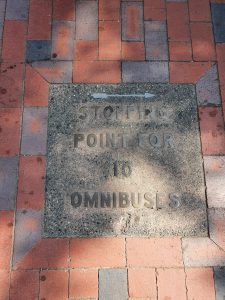 STOPPING
POINT FOR
10
OMNIBUSES